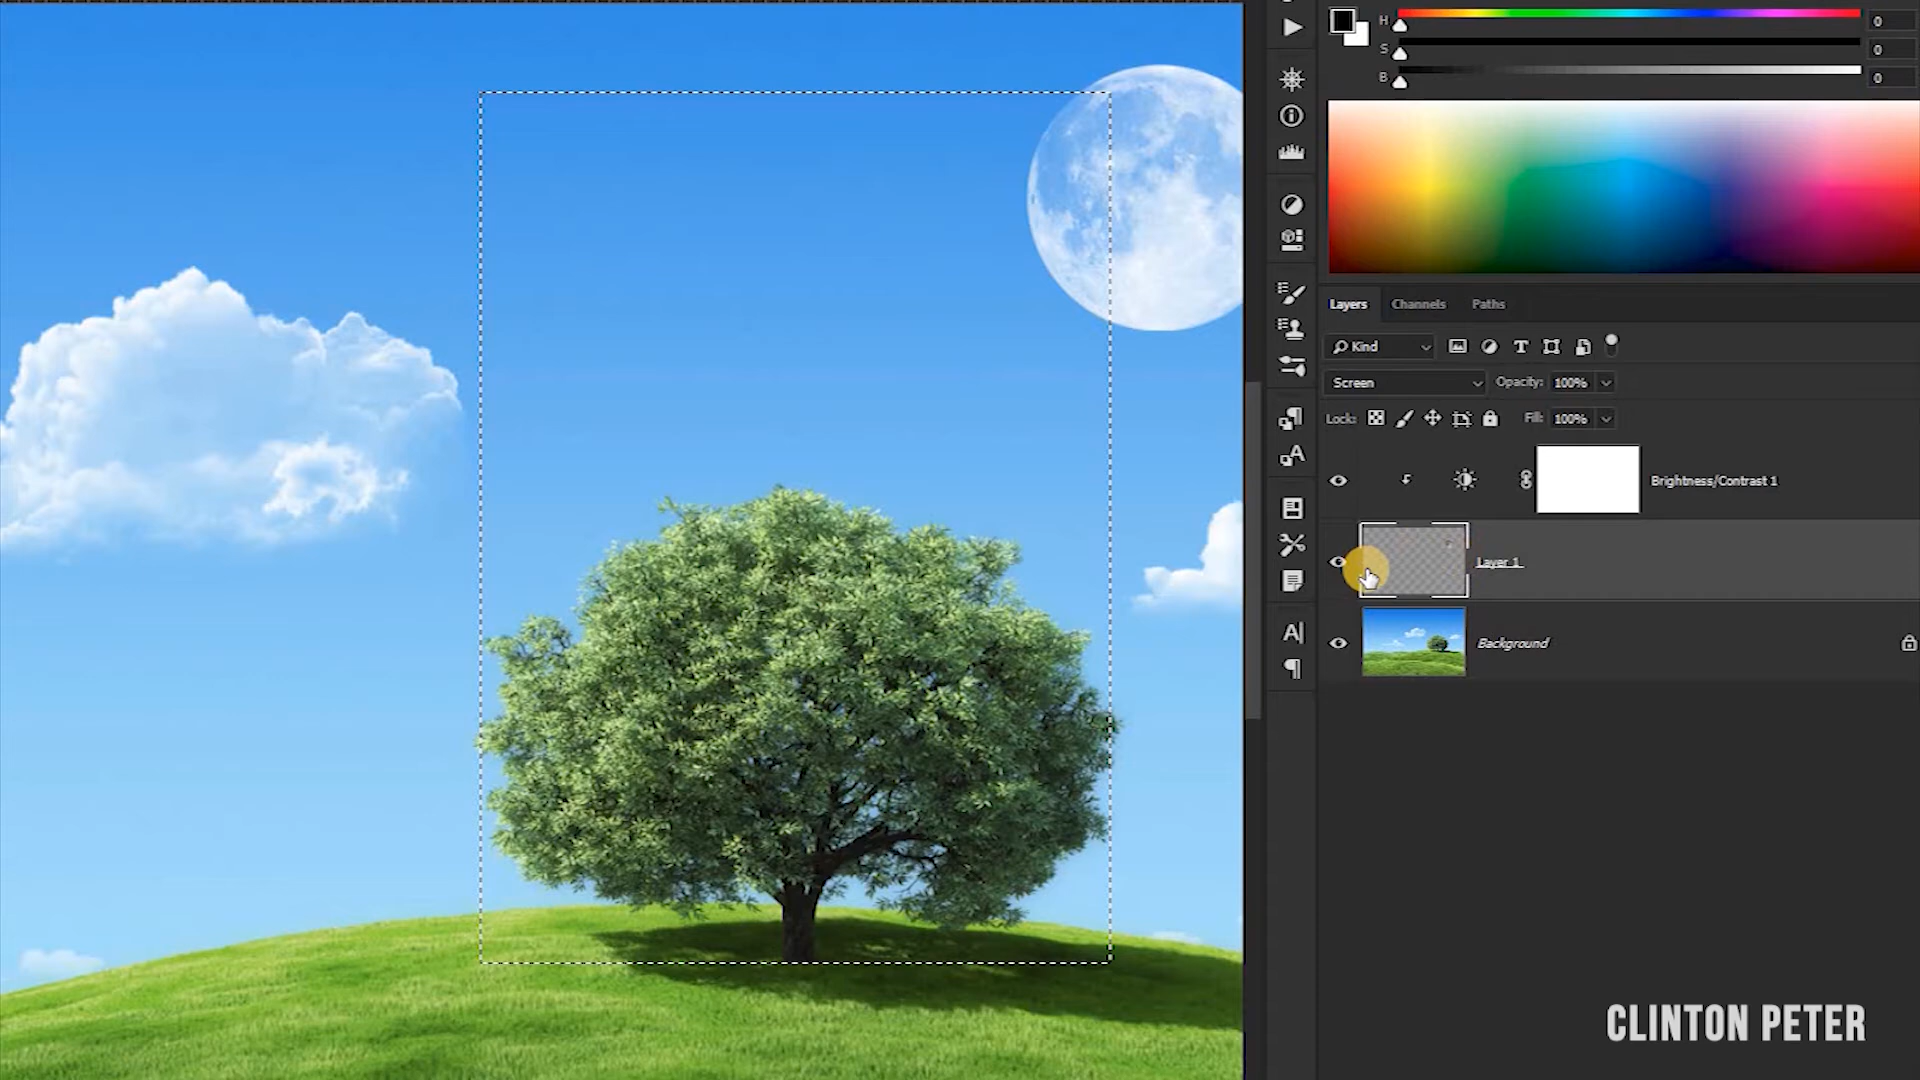 H 0
S 0
B 0
Layers Channels Paths
Kind
Screen Opacity: 100%
Lock: Fill: 100%
Brightness/Contrast 1
Layer 1
Background
CLINTON PETER